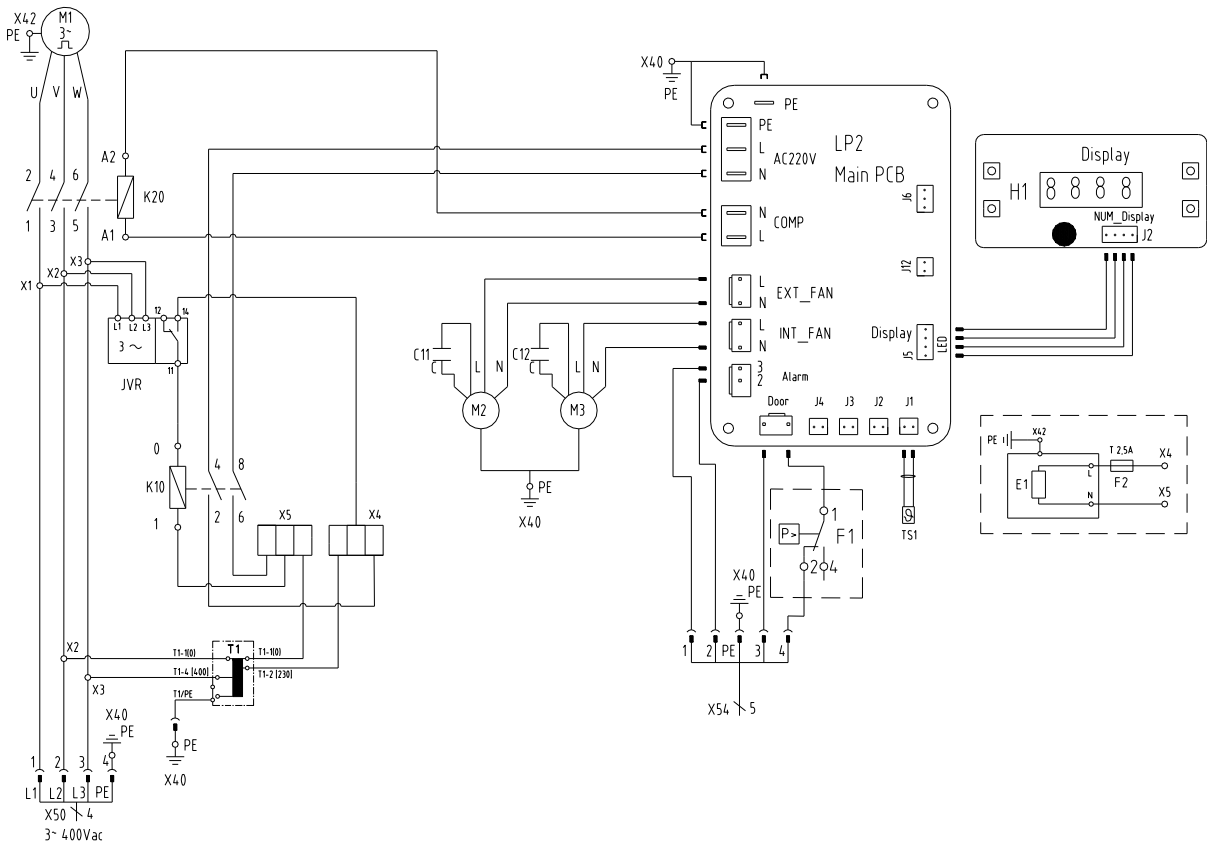 X42
PE
M1
3~
U
V
W
2
4
6
1
3
5
A2
K20
A1
X3
X2
X1
L1
L2
L3
12
14
3 ~
11
JVR
0
K10
1
4
8
2
6
X5
X4
X2
X3
T1
T1-1(0)
T1-1(0)
T1-4 (400)
T1-2 (230)
T1/PE
PE
X40
X40
PE
1
2
3
4
L1
L2
L3
PE
X50
4
3~ 400Vac
C11
C
L
N
M2
C12
C
L
N
M3
PE
X40
X40
PE
PE
PE
L
AC220V
N
LP2
Main PCB
J6
N
COMP
L
J12
L
EXT_FAN
N
L
INT_FAN
N
Display
J5
LED
3
2
Alarm
Door
J4
J3
J2
J1
TS1
1
P>
F1
2
4
X40
PE
1
2
PE
3
4
X54
5
Display
H1
8 8 8 8
NUM_Display
J2
PE
X42
E1
L
N
T 2,5A
F2
X4
X5